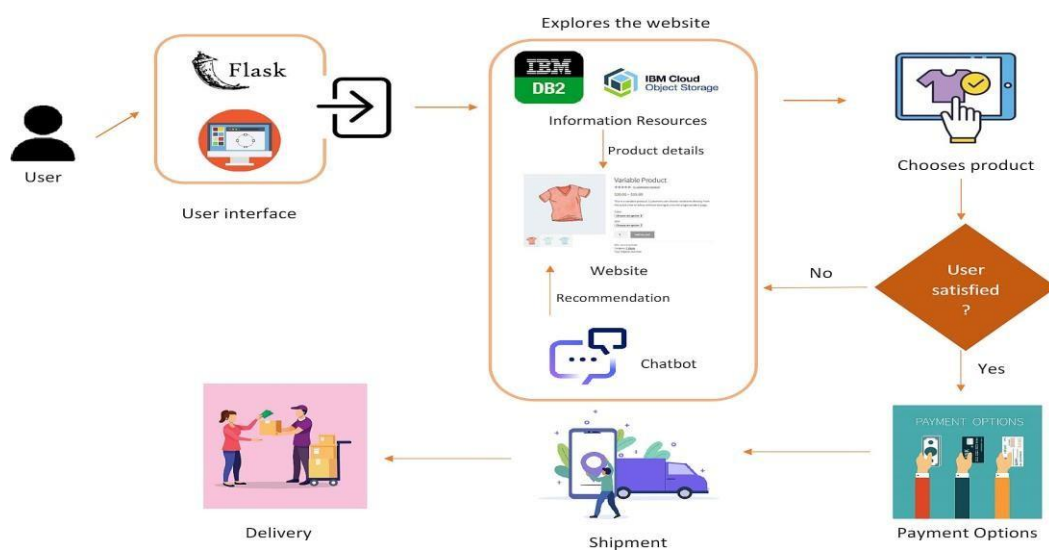 Explores the website
Flask
IBM
DB2
IBM Cloud
Object Storage
User
User interface
Information Resources
Product details
Variable Product
Website
Recommendation
Chatbot
Chooses product
User
satisfied
?
No
Yes
PAYMENT OPTIONS
Payment Options
Shipment
Delivery